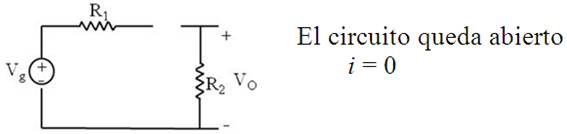 R₁
El circuito queda abierto
i = 0
+
Vg
+
-
R₂
Vo
-